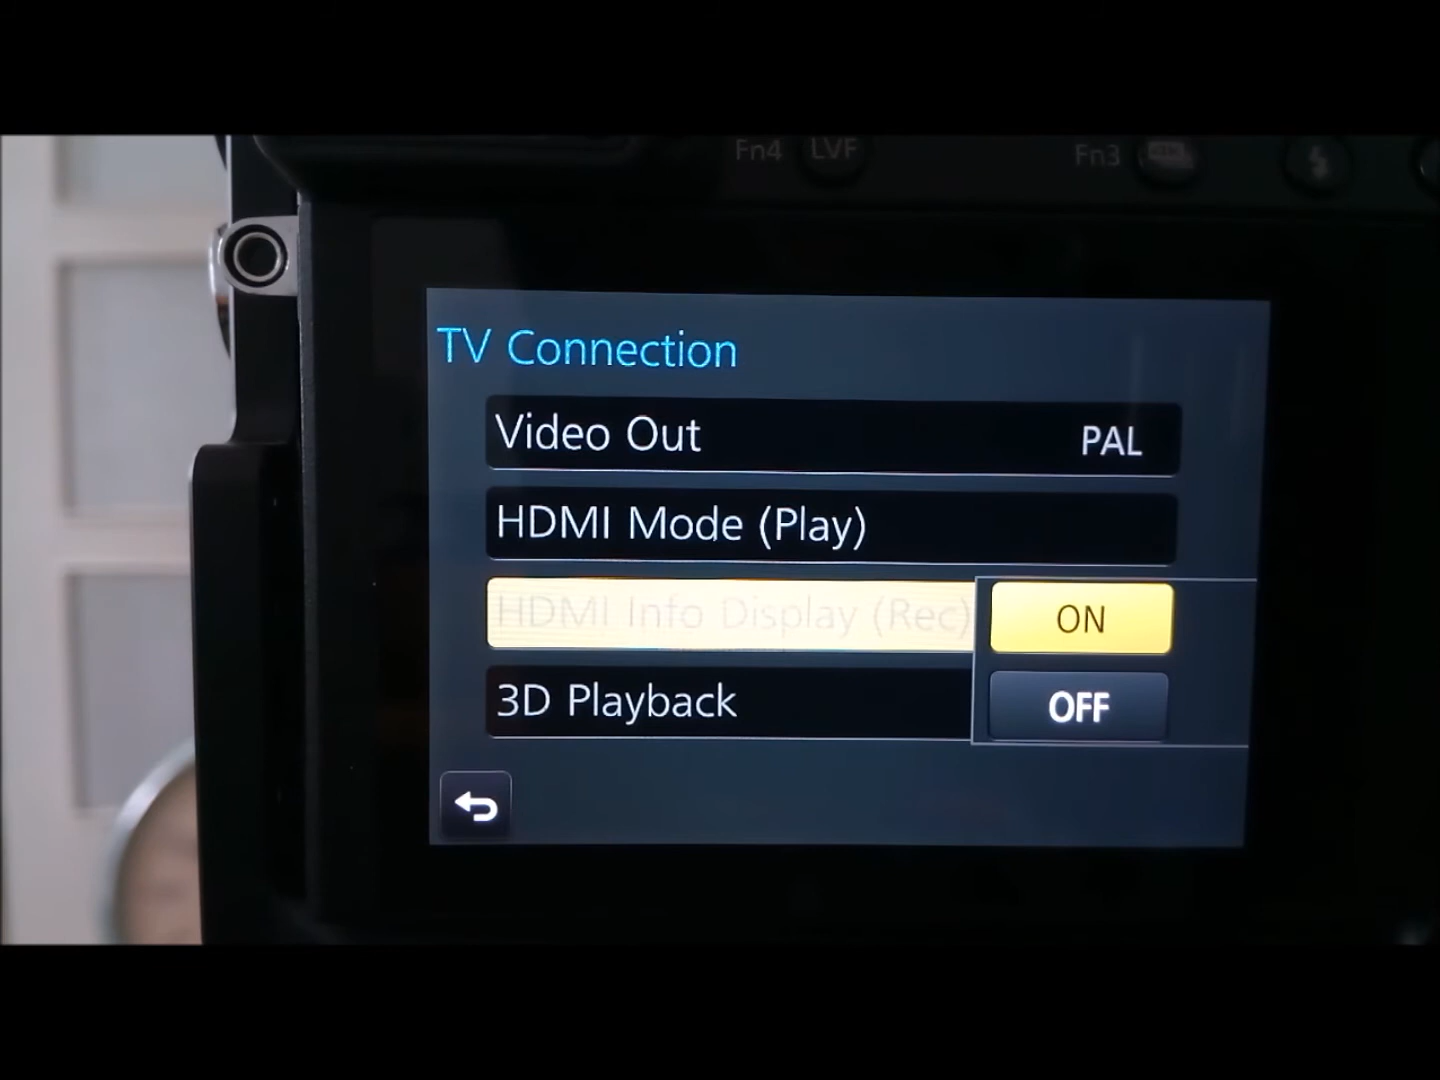 Fn4 LVF Fn3
TV Connection
Video Out PAL
HDMI Mode (Play)
HDMI Info Display (Rec) ON
3D Playback OFF